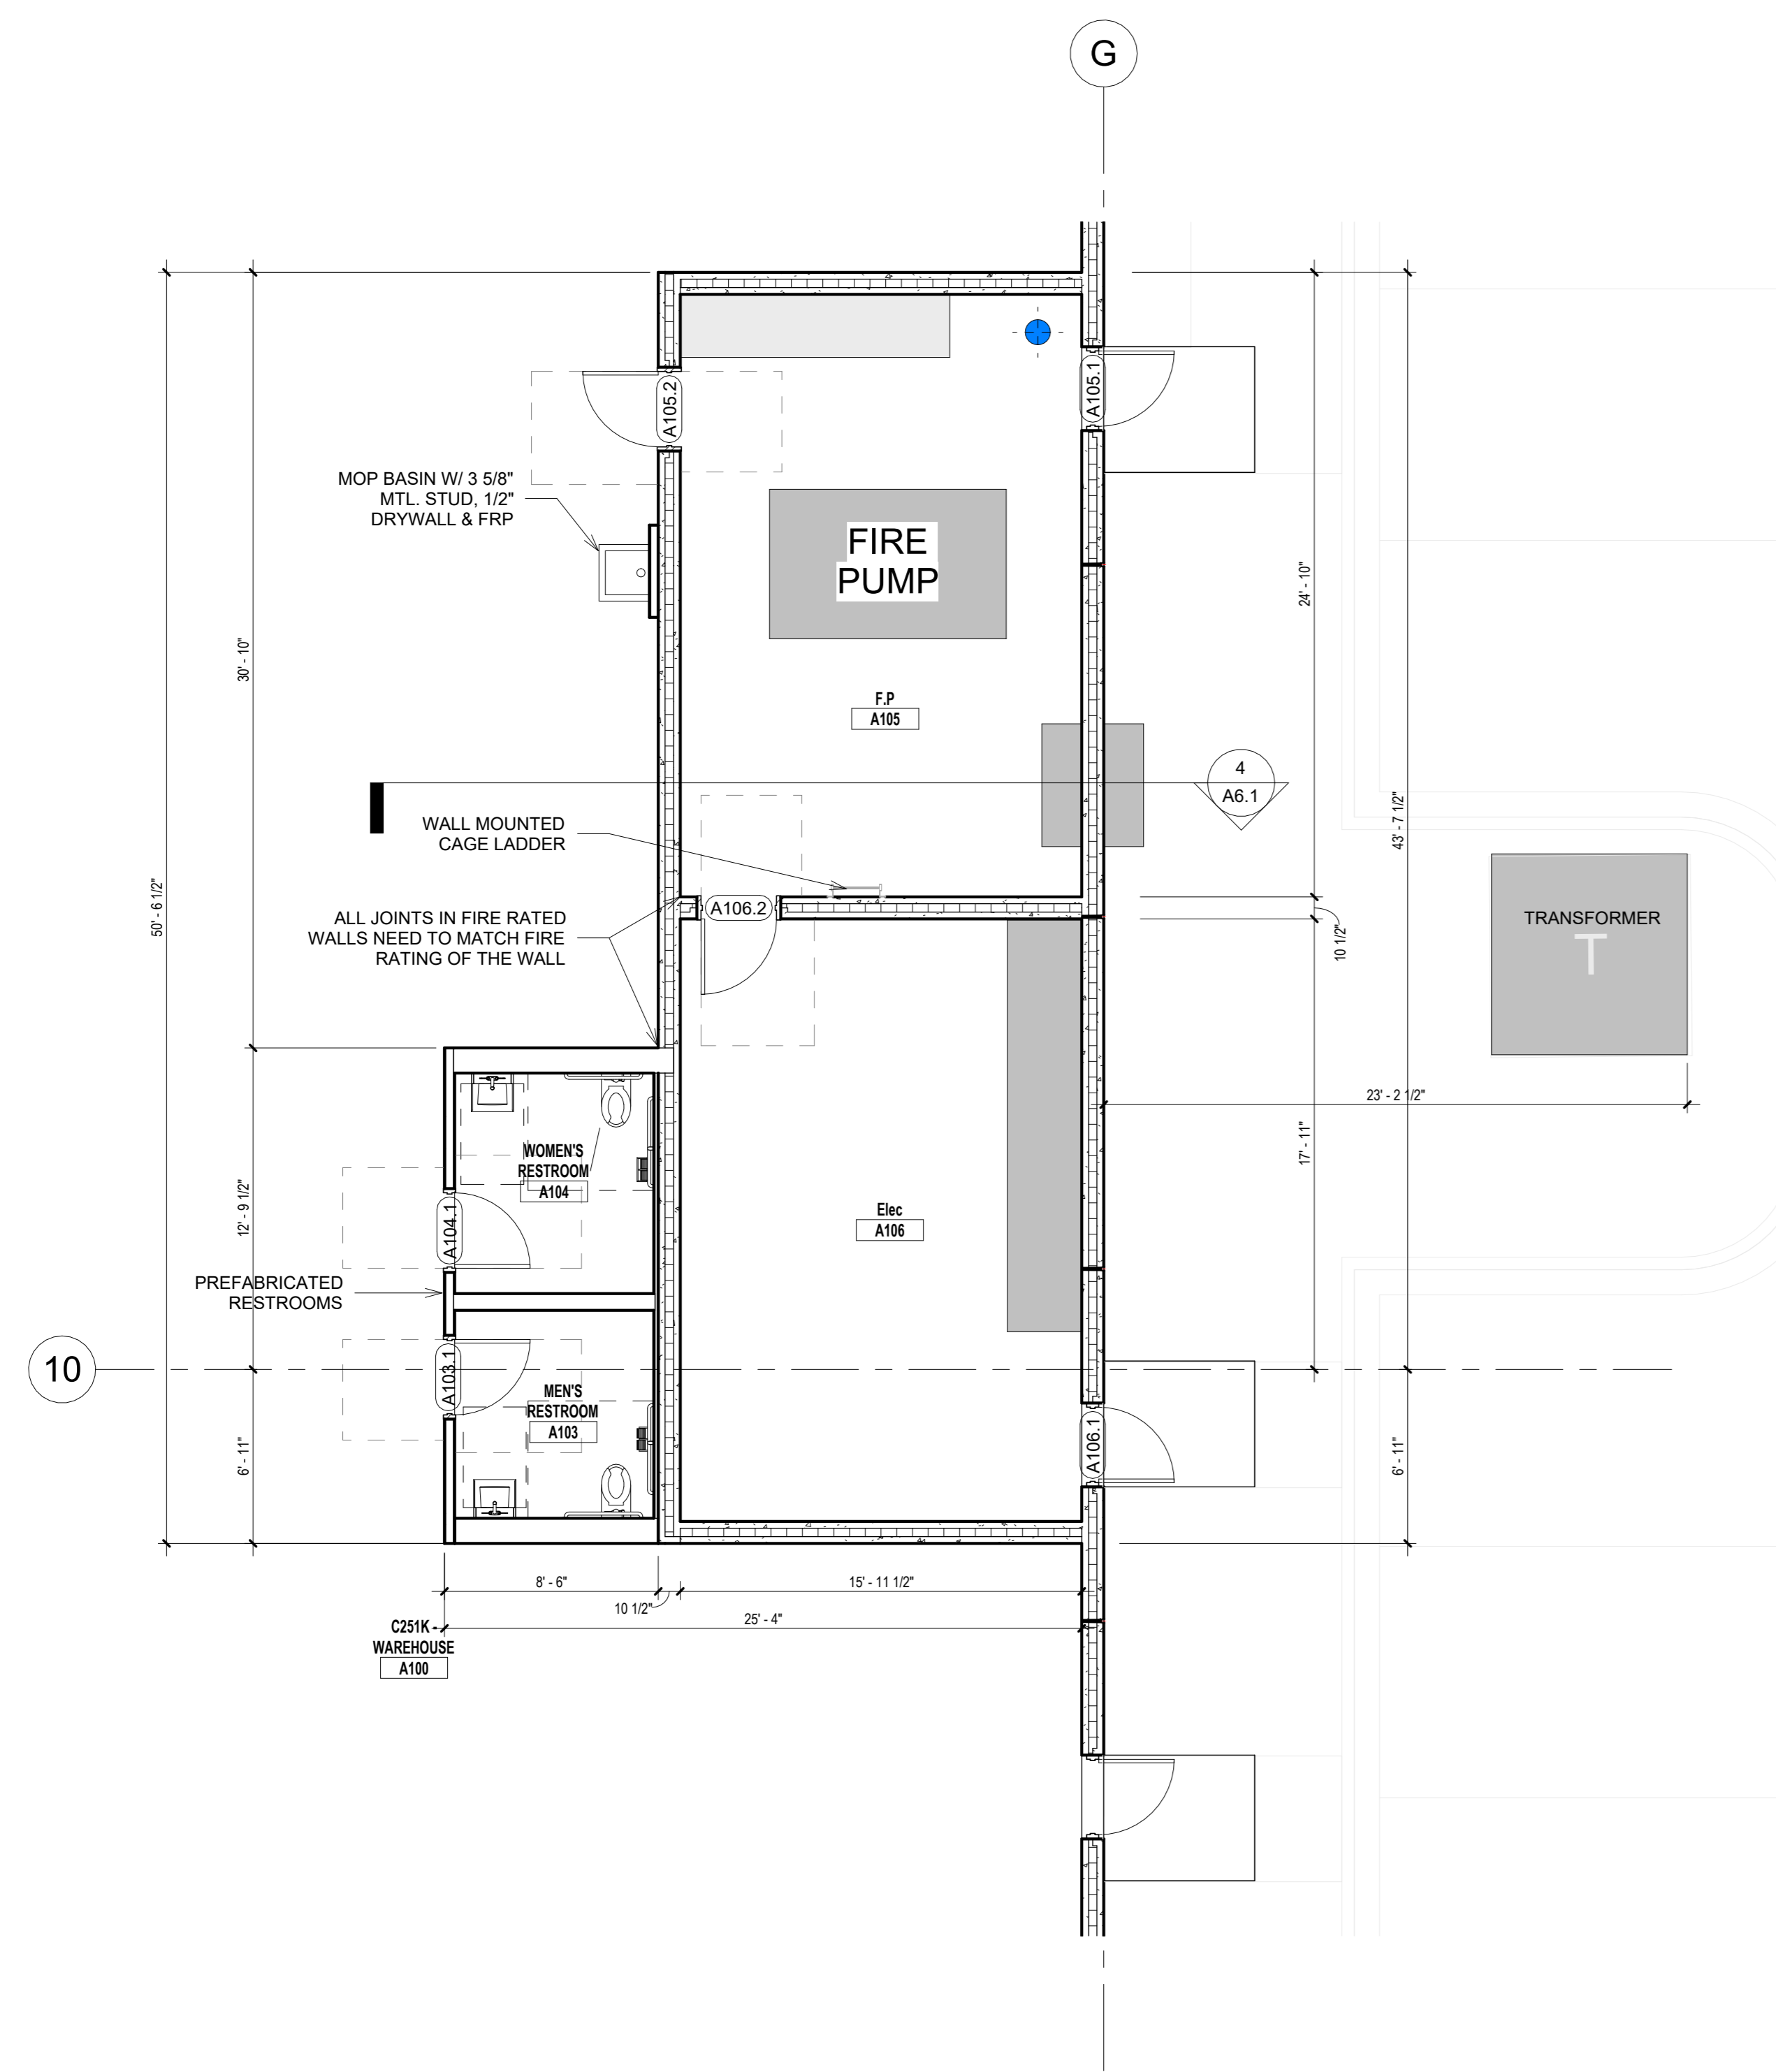 G
A105.2
A105.1
MOP BASIN W/ 3 5/8"
MTL. STUD, 1/2"
DRYWALL & FRP
FIRE
PUMP
24' - 10"
30' - 10"
F.P
A105
4
A6.1
43' - 7 1/2"
WALL MOUNTED
CAGE LADDER
50' - 6 1/2"
A106.2
ALL JOINTS IN FIRE RATED
WALLS NEED TO MATCH FIRE
RATING OF THE WALL
10 1/2"
TRANSFORMER
T
23' - 2 1/2"
17' - 11"
WOMEN'S
RESTROOM
A104
12' - 9 1/2"
A104.1
Elec
A106
PREFABRICATED
RESTROOMS
10
A103.1
MEN'S
RESTROOM
A103
A106.1
6' - 11"
6' - 11"
8' - 6"
15' - 11 1/2"
10 1/2"
25' - 4"
C251K -
WAREHOUSE
A100